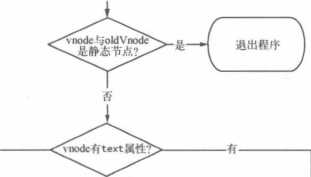 vnode与oldVnode
是静态节点?
是
退出程序
否
vnode有text属性?
有